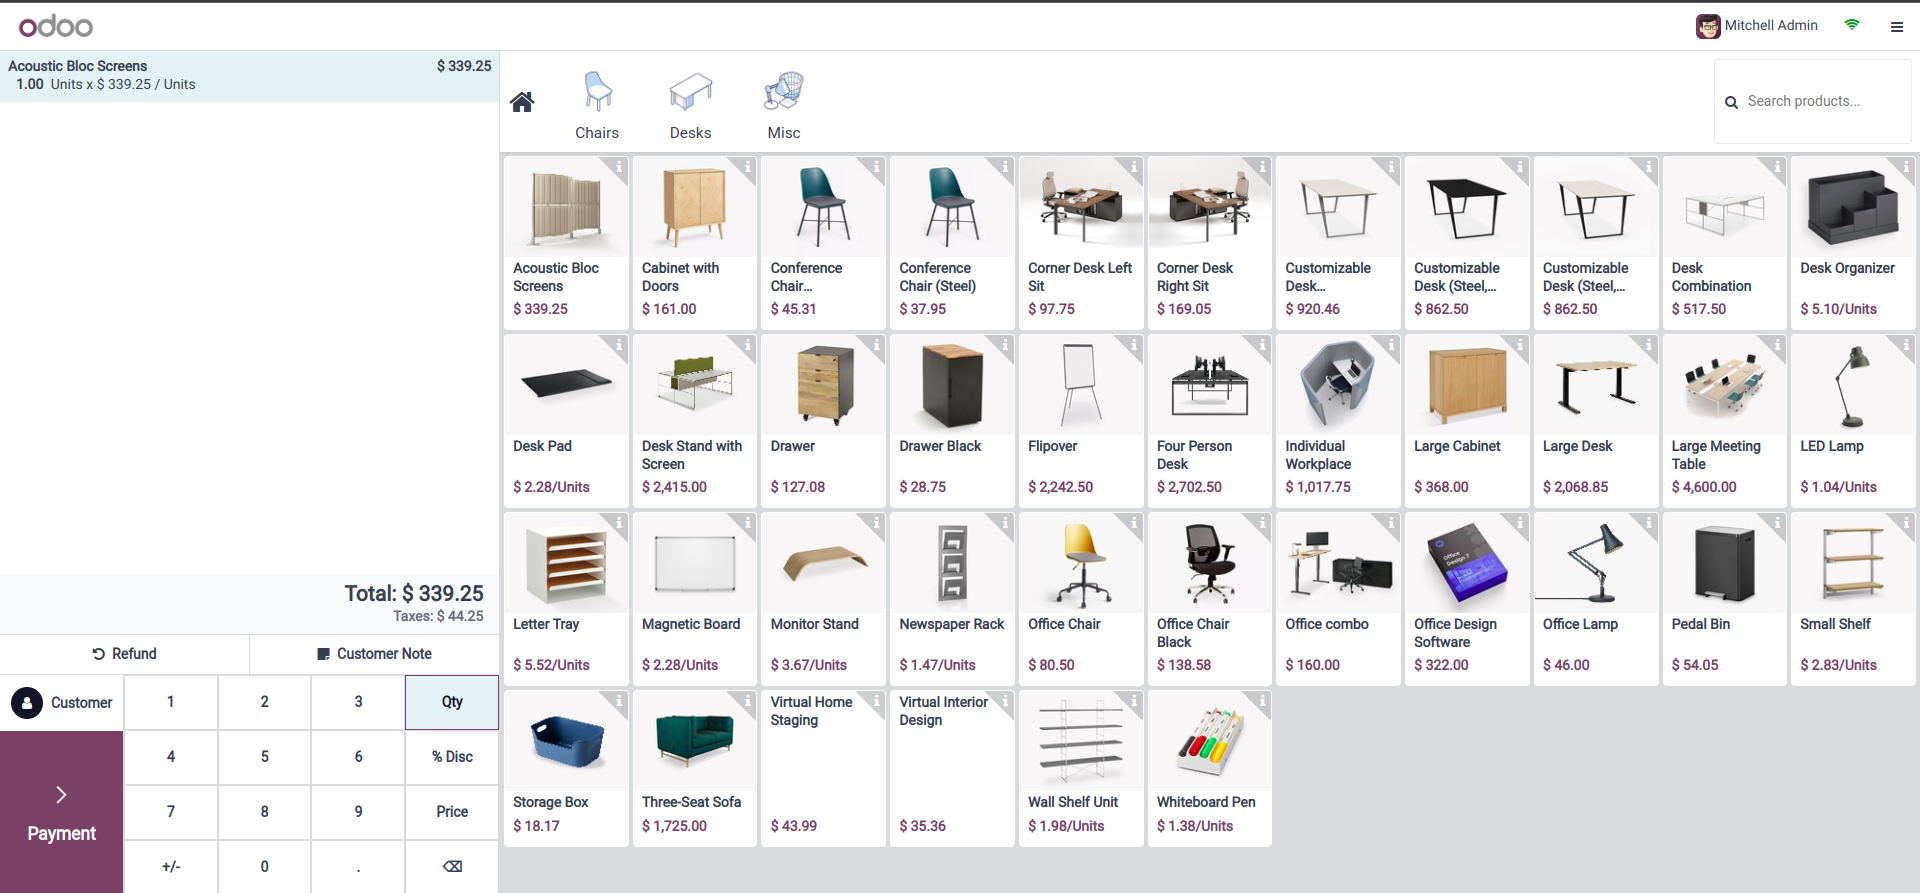 odoo
Mitchell Admin
Acoustic Bloc Screens $ 339.25
1.00 Units x $ 339.25 / Units
Chairs
Desks
Misc
Search products...
Acoustic Bloc
Screens
$ 339.25
Cabinet with
Doors
$ 161.00
Conference
Chair...
$ 45.31
Conference
Chair (Steel)
$ 37.95
Corner Desk Left
Sit
$ 97.75
Corner Desk
Right Sit
$ 169.05
Customizable
Desk...
$ 920.46
Customizable
Desk (Steel,...
$ 862.50
Customizable
Desk (Steel,...
$ 862.50
Desk
Combination
$ 517.50
Desk Organizer
$ 5.10/Units
Desk Pad
$ 2.28/Units
Desk Stand with
Screen
$ 2,415.00
Drawer
$ 127.08
Drawer Black
$ 28.75
Flipover
$ 2,242.50
Four Person
Desk
$ 2,702.50
Individual
Workplace
$ 1,017.75
Large Cabinet
$ 368.00
Large Desk
$ 2,068.85
Large Meeting
Table
$ 4,600.00
LED Lamp
$ 1.04/Units
Letter Tray
$ 5.52/Units
Magnetic Board
$ 2.28/Units
Monitor Stand
$ 3.67/Units
Newspaper Rack
$ 1.47/Units
Office Chair
$ 80.50
Office Chair
Black
$ 138.58
Office combo
$ 160.00
Office
Design 7
Office Design
Software
$ 322.00
Office Lamp
$ 46.00
Pedal Bin
$ 54.05
Small Shelf
$ 2.83/Units
Storage Box
$ 18.17
Three-Seat Sofa
$ 1,725.00
Virtual Home
Staging
$ 43.99
Virtual Interior
Design
$ 35.36
Wall Shelf Unit
$ 1.98/Units
Whiteboard Pen
$ 1.38/Units
Total: $ 339.25
Taxes: $ 44.25
Refund
Customer Note
Customer
1 2 3 Qty
4 5 6 % Disc
7 8 9 Price
+/- 0 .
Payment